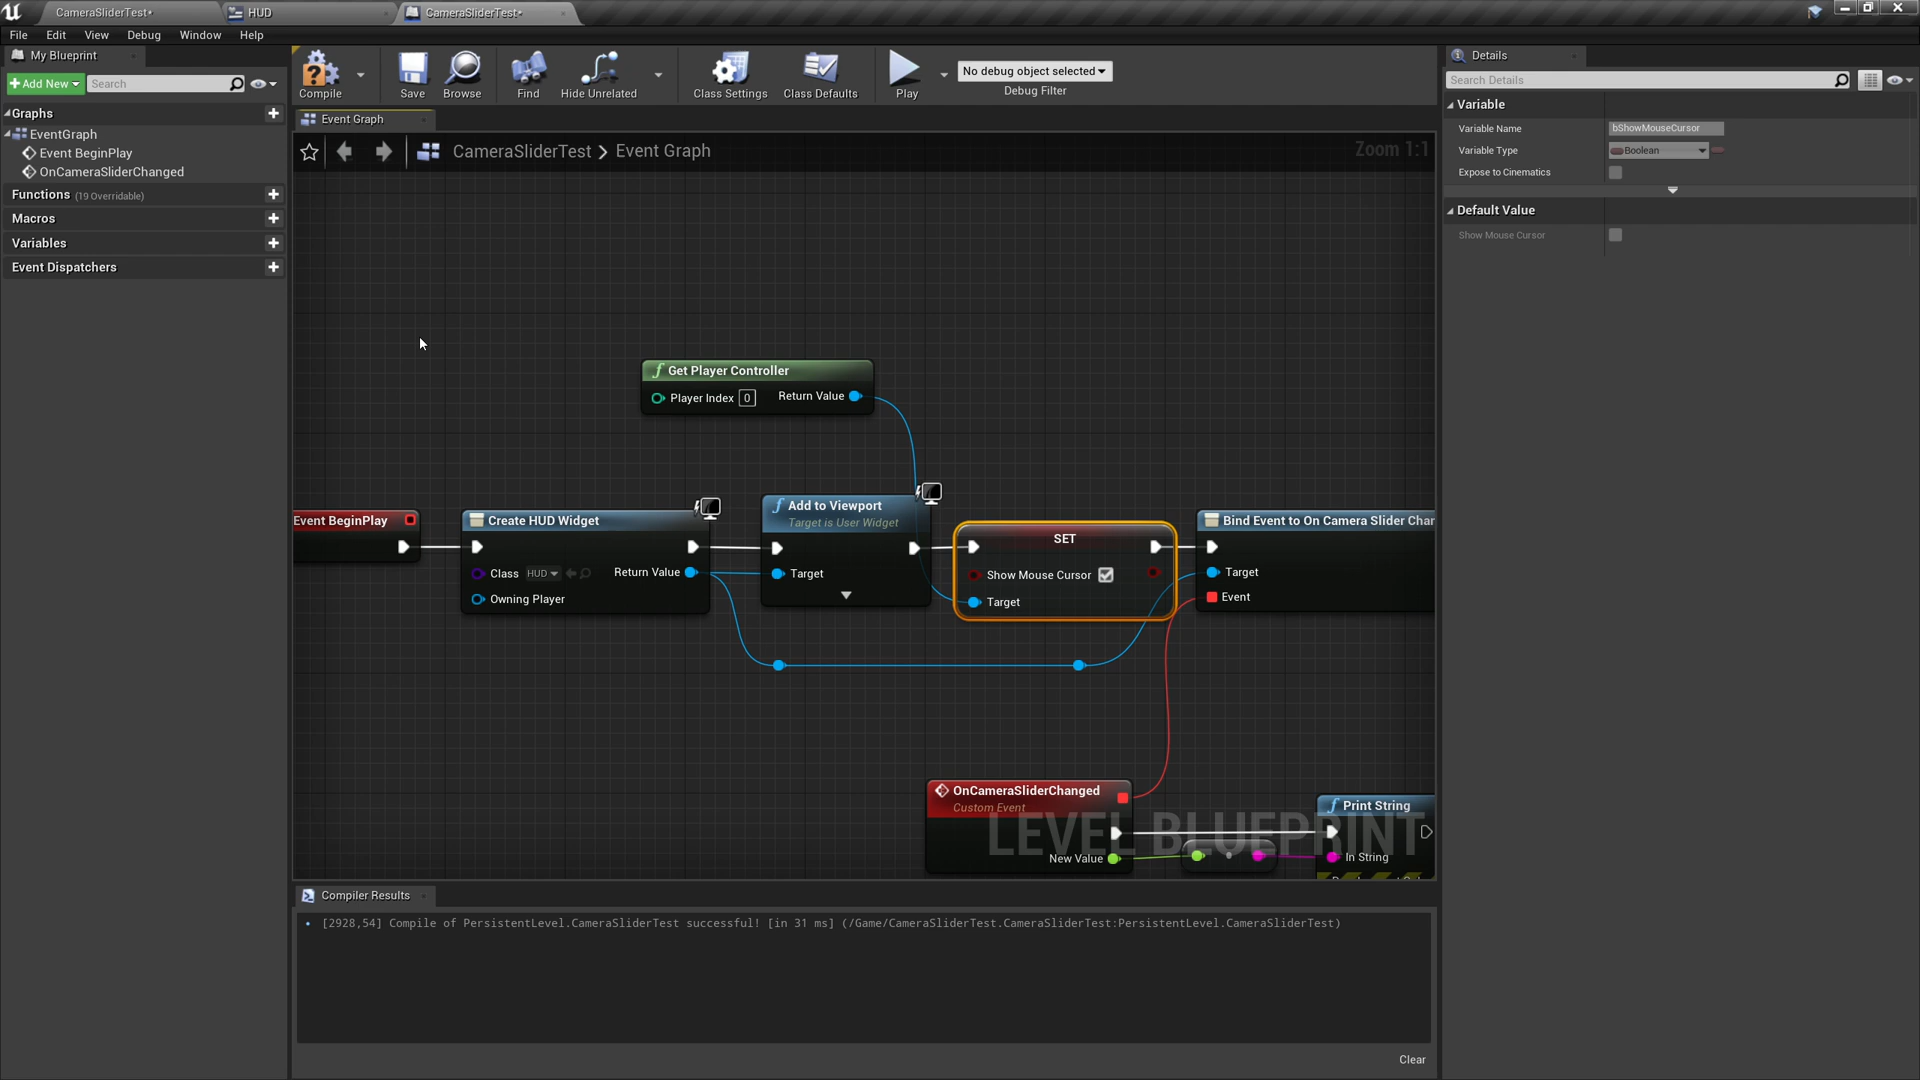 CameraSliderTest•
HUD
CameraSliderTest•
File Edit View Debug Window Help
My Blueprint
Add New
Search
Graphs
EventGraph
Event BeginPlay
OnCameraSliderChanged
Functions (19 Overridable)
Macros
Variables
Event Dispatchers
Compile
Save
Browse
Find
Hide Unrelated
Class Settings
Class Defaults
Play
No debug object selected
Debug Filter
Event Graph
CameraSliderTest > Event Graph
Zoom 1:1
Get Player Controller
Player Index 0 Return Value
Event BeginPlay
Create HUD Widget
Class HUD Return Value
Owning Player
Add to Viewport
Target is User Widget
Target
SET
Show Mouse Cursor
Target
Bind Event to On Camera Slider Char
Target
Event
OnCameraSliderChanged
Custom Event
New Value
Print String
In String
LEVEL BLUEPRINT
Compiler Results
• [2928,54] Compile of PersistentLevel.CameraSliderTest successful! [in 31 ms] (/Game/CameraSliderTest.CameraSliderTest:PersistentLevel.CameraSliderTest)
Clear
Details
Search Details
Variable
Variable Name bShowMouseCursor
Variable Type Boolean
Expose to Cinematics
Default Value
Show Mouse Cursor